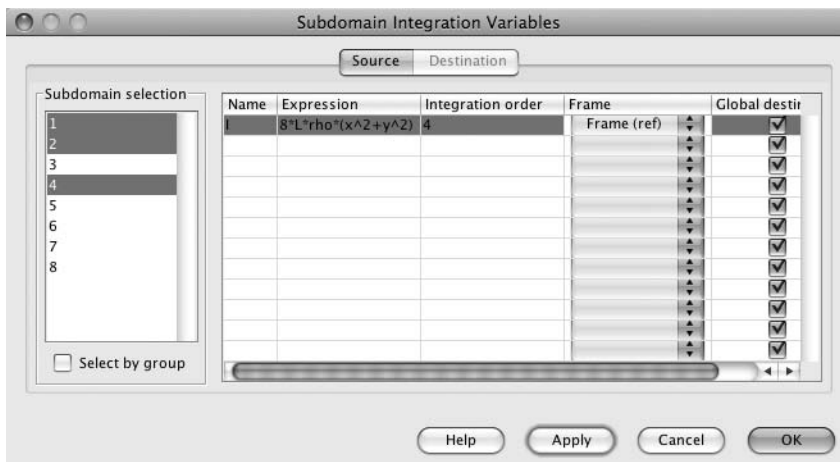 Subdomain Integration Variables
Source Destination
Subdomain selection
1
2
3
4
5
6
7
8
Select by group
Name Expression Integration order Frame Global destir
I 8*L*rho*(x^2+y^2) 4 Frame (ref)
Help Apply Cancel OK